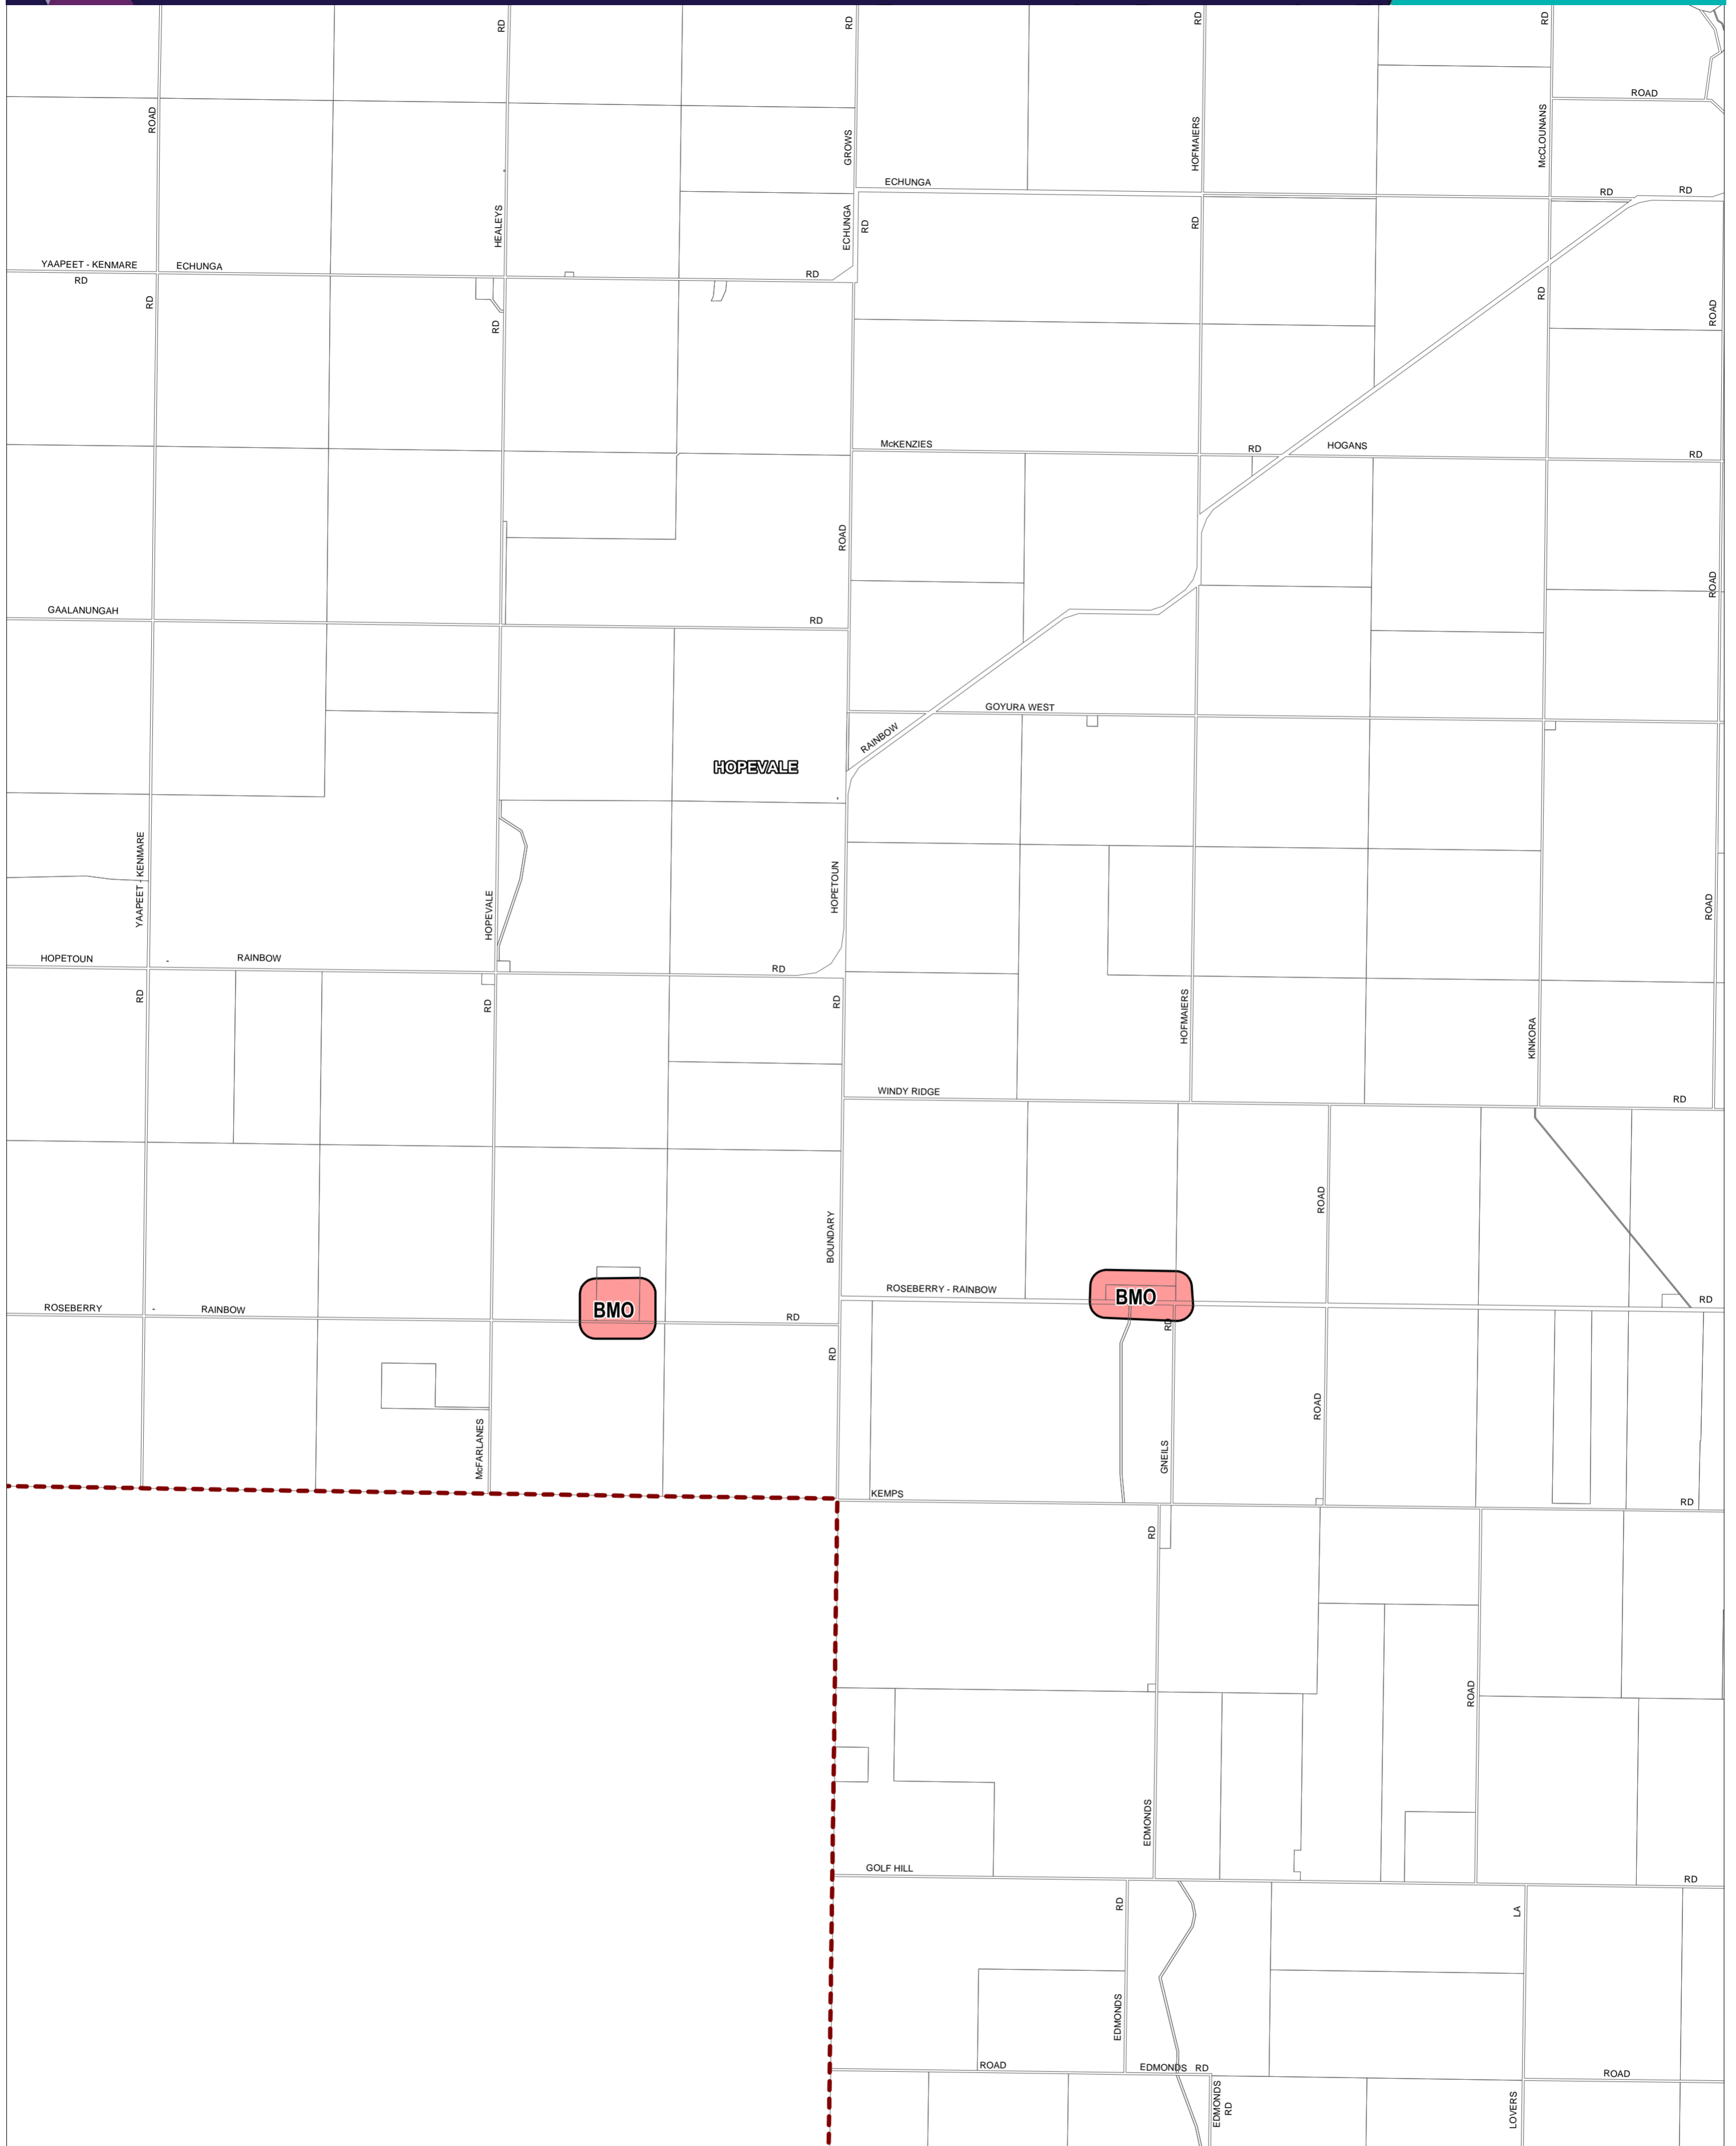 RD
RD
RD
RD
ROAD
ROAD
GROWS
HOFMAIERS
McCLOUNANS
ECHUNGA
RD
RD
HEALEYS
ECHUNGA
RD
RD
YAAPEET - KENMARE
RD
ECHUNGA
RD
RD
RD
RD
ROAD
McKENZIES
RD
HOGANS
RD
ROAD
ROAD
GAALANUNGAH
RD
GOYURA WEST
RAINBOW
HOPEVALE
YAAPEET - KENMARE
HOPEVALE
HOPETOUN
ROAD
HOPETOUN
-
RAINBOW
RD
RD
RD
RD
HOFMAIERS
KINKORA
WINDY RIDGE
RD
ROAD
BOUNDARY
ROSEBERRY - RAINBOW
BMO
BMO
RD
ROSEBERRY
-
RAINBOW
RD
RD
RD
ROAD
McFARLANES
GNEILS
KEMPS
RD
RD
ROAD
EDMONDS
GOLF HILL
RD
RD
LA
EDMONDS
ROAD
EDMONDS RD
ROAD
EDMONDS
RD
LOVERS